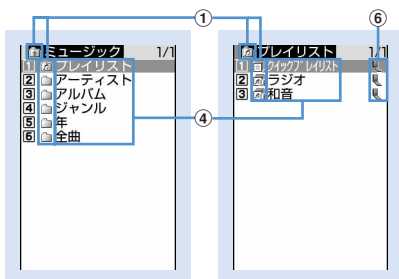 ① ⑥
ミュージック 1/1
1 プレイリスト
2 アーティスト
3 アルバム
4 ジャンル
5 年
6 全曲
④
プレイリスト 1/1
1 クイックプレイリスト
2 ラジオ
3 和音